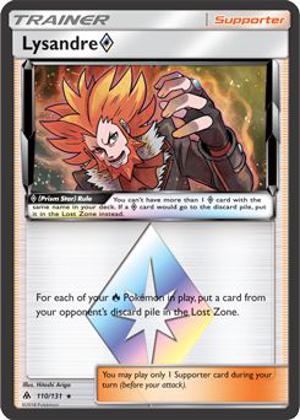 TRAINER Supporter
Lysandre◇
(Prism Star) Rule You can't have more than 1 ◇ card with the
same name in your deck. If a ◇ card would go to the discard pile, put
it in the Lost Zone instead.
For each of your Pokémon in play, put a card from
your opponent's discard pile in the Lost Zone.
Illus. Hitoshi Ariga
110/131 ★
©2018 Pokémon
You may play only 1 Supporter card during your
turn (before your attack).